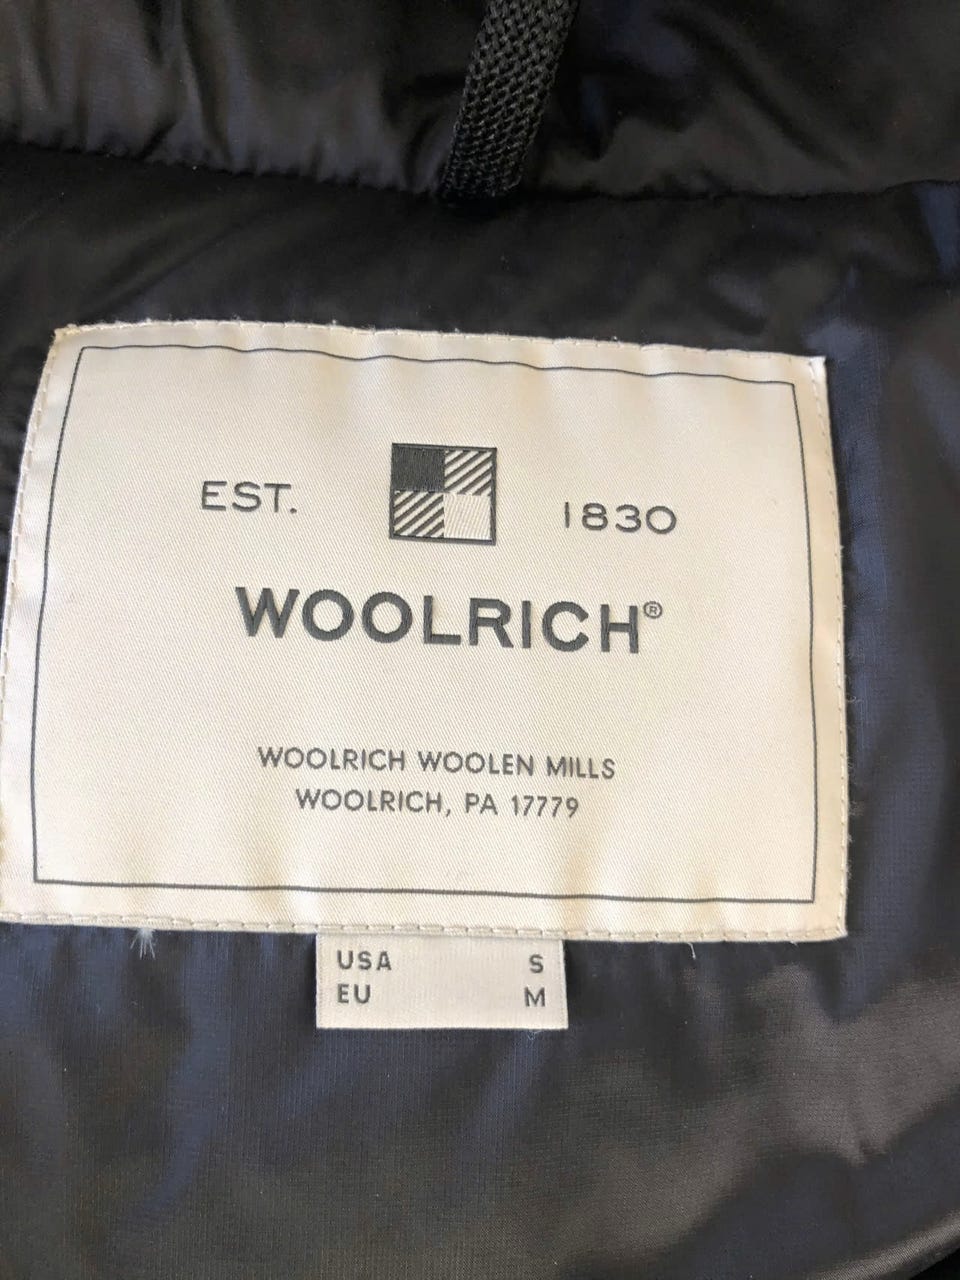 EST. 1830
WOOLRICH®
WOOLRICH WOOLEN MILLS
WOOLRICH, PA 17779
USA S
EU M